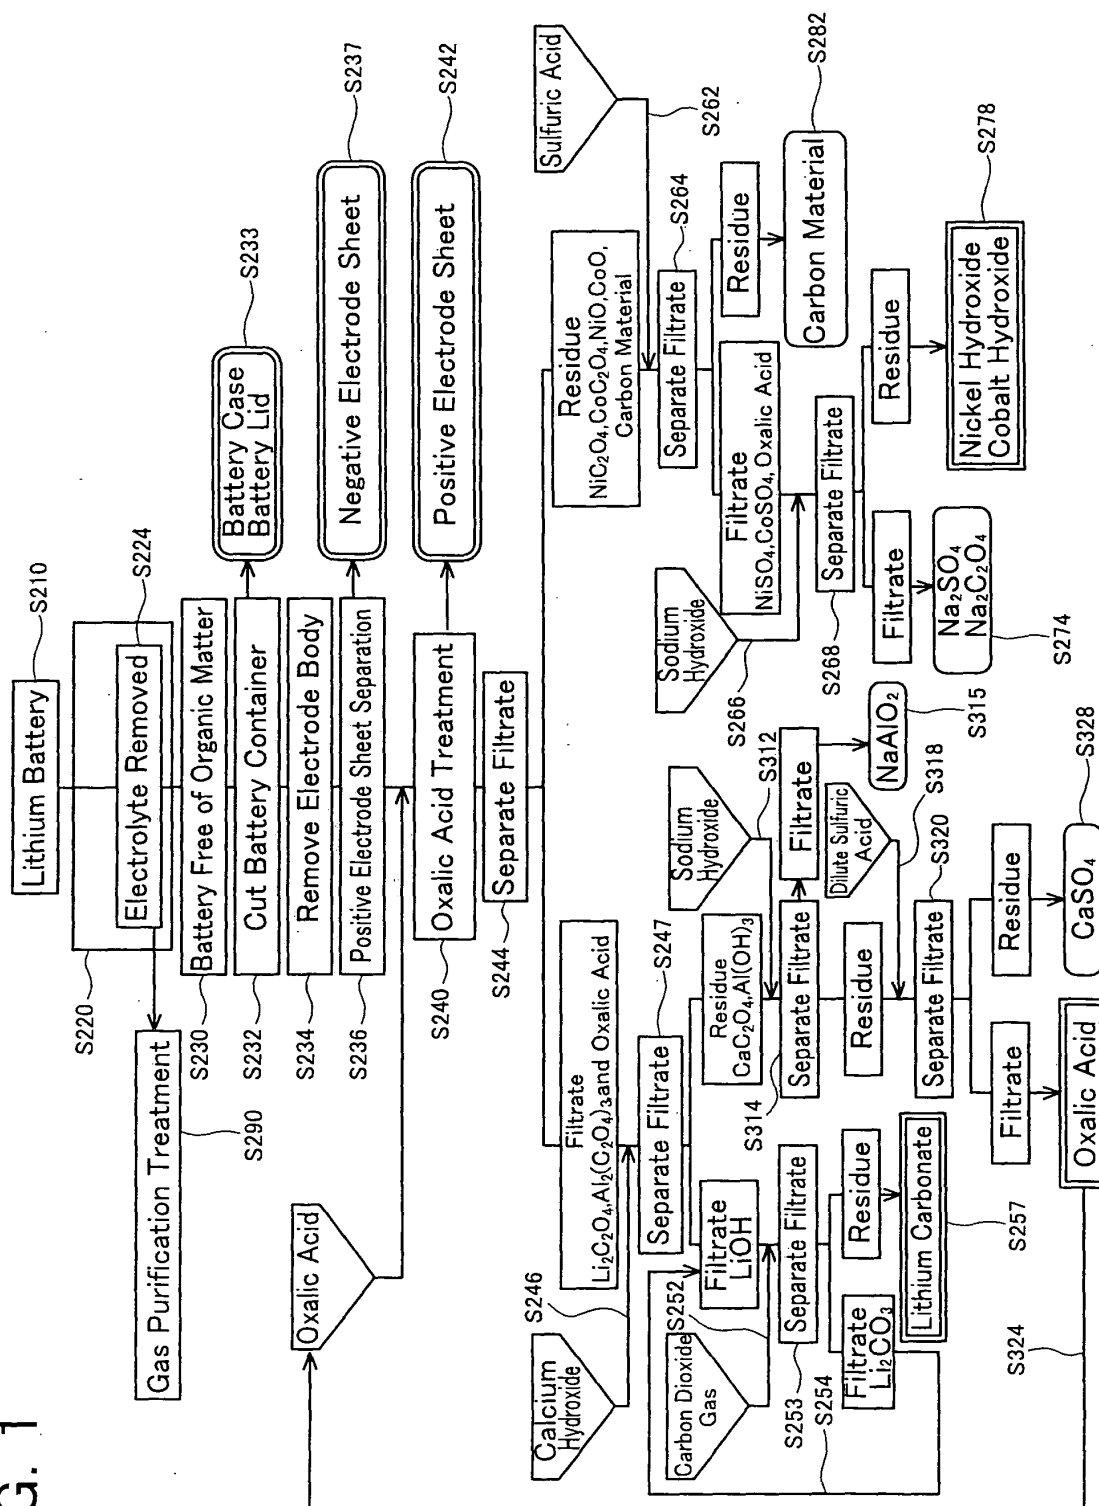 G. 1
Lithium Battery
S210
Electrolyte Removed
S224
S220
Gas Purification Treatment
S290
Battery Free of Organic Matter
S230
Cut Battery Container
S232
Battery Case
Battery Lid
S233
Remove Electrode Body
S234
Positive Electrode Sheet Separation
S236
Negative Electrode Sheet
S237
Oxalic Acid
Oxalic Acid Treatment
S240
Positive Electrode Sheet
S242
Separate Filtrate
S244
Filtrate
Li2C2O4,Al2(C2O4)3 and Oxalic Acid
Calcium
Hydroxide
S246
Separate Filtrate
S247
Filtrate
LiOH
Carbon Dioxide
Gas
S252
Separate Filtrate
S253
S254
Filtrate
Li2CO3
Residue
Lithium Carbonate
S257
Residue
CaC2O4,Al(OH)3
Sodium
Hydroxide
S312
Separate Filtrate
S314
Filtrate
NaAlO2
S315
Residue
Dilute Sulfuric
Acid
S318
Separate Filtrate
S320
Filtrate
Oxalic Acid
S324
Residue
CaSO4
S328
Residue
NiC2O4,CoC2O4,NiO,CoO,
Carbon Material
Sulfuric Acid
S262
Separate Filtrate
S264
Residue
Carbon Material
S282
Filtrate
NiSO4,CoSO4,Oxalic Acid
Sodium
Hydroxide
S266
Separate Filtrate
S268
Filtrate
Na2SO4
Na2C2O4
S274
Residue
Nickel Hydroxide
Cobalt Hydroxide
S278